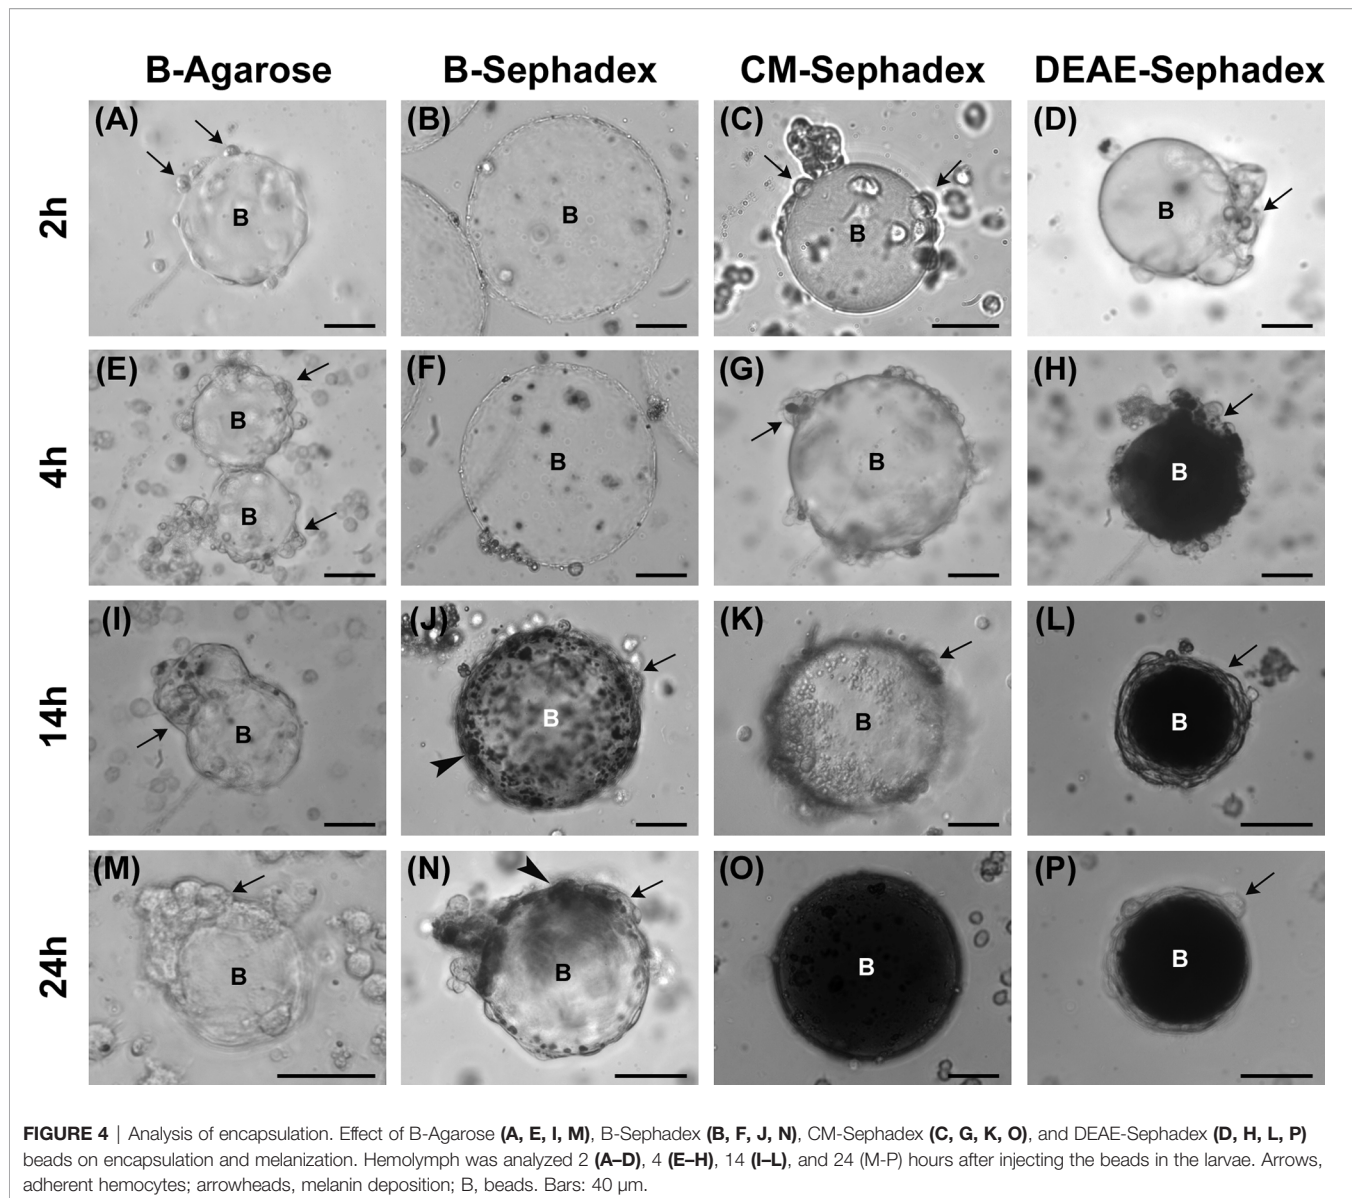 B-Agarose B-Sephadex CM-Sephadex DEAE-Sephadex
2h
(A) B
(B) B
(C) B
(D) B
4h
(E) B B
(F) B
(G) B
(H) B
14h
(I) B
(J) B
(K) B
(L) B
24h
(M) B
(N) B
(O) B
(P) B
FIGURE 4 | Analysis of encapsulation. Effect of B-Agarose (A, E, I, M), B-Sephadex (B, F, J, N), CM-Sephadex (C, G, K, O), and DEAE-Sephadex (D, H, L, P)
beads on encapsulation and melanization. Hemolymph was analyzed 2 (A–D), 4 (E–H), 14 (I–L), and 24 (M-P) hours after injecting the beads in the larvae. Arrows,
adherent hemocytes; arrowheads, melanin deposition; B, beads. Bars: 40 μm.